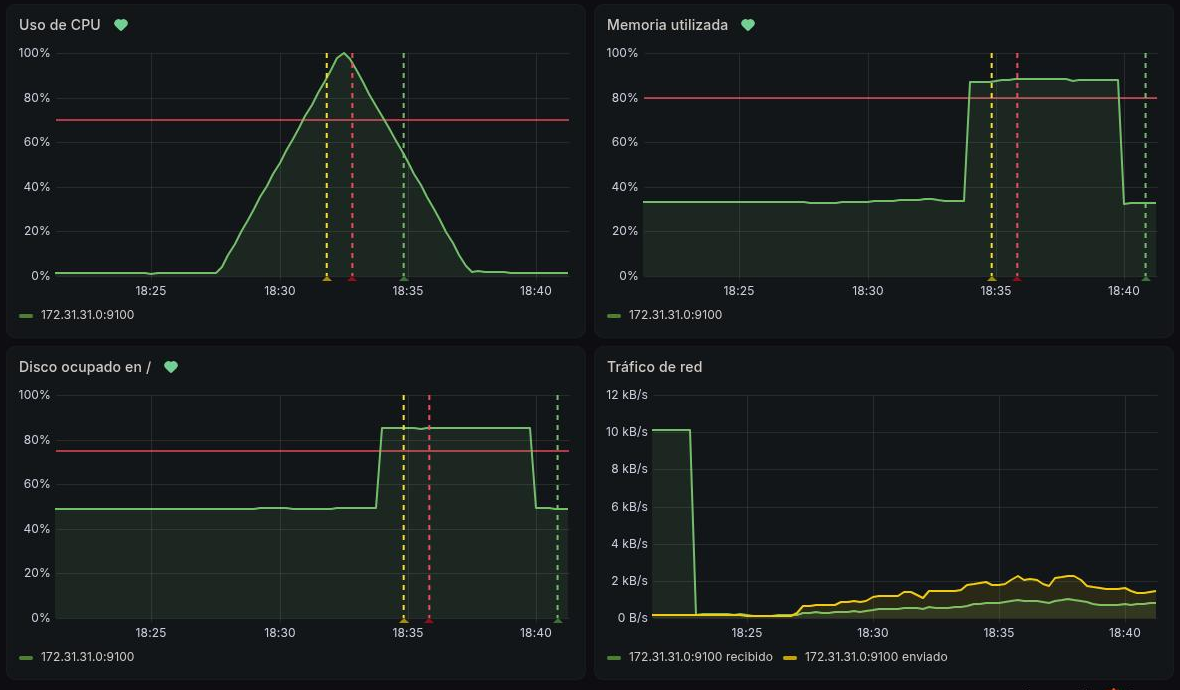 Uso de CPU
100%
80%
60%
40%
20%
0%
18:25 18:30 18:35 18:40
172.31.31.0:9100
Memoria utilizada
100%
80%
60%
40%
20%
0%
18:25 18:30 18:35 18:40
172.31.31.0:9100
Disco ocupado en /
100%
80%
60%
40%
20%
0%
18:25 18:30 18:35 18:40
172.31.31.0:9100
Tráfico de red
12 kB/s
10 kB/s
8 kB/s
6 kB/s
4 kB/s
2 kB/s
0 B/s
18:25 18:30 18:35 18:40
172.31.31.0:9100 recibido 172.31.31.0:9100 enviado